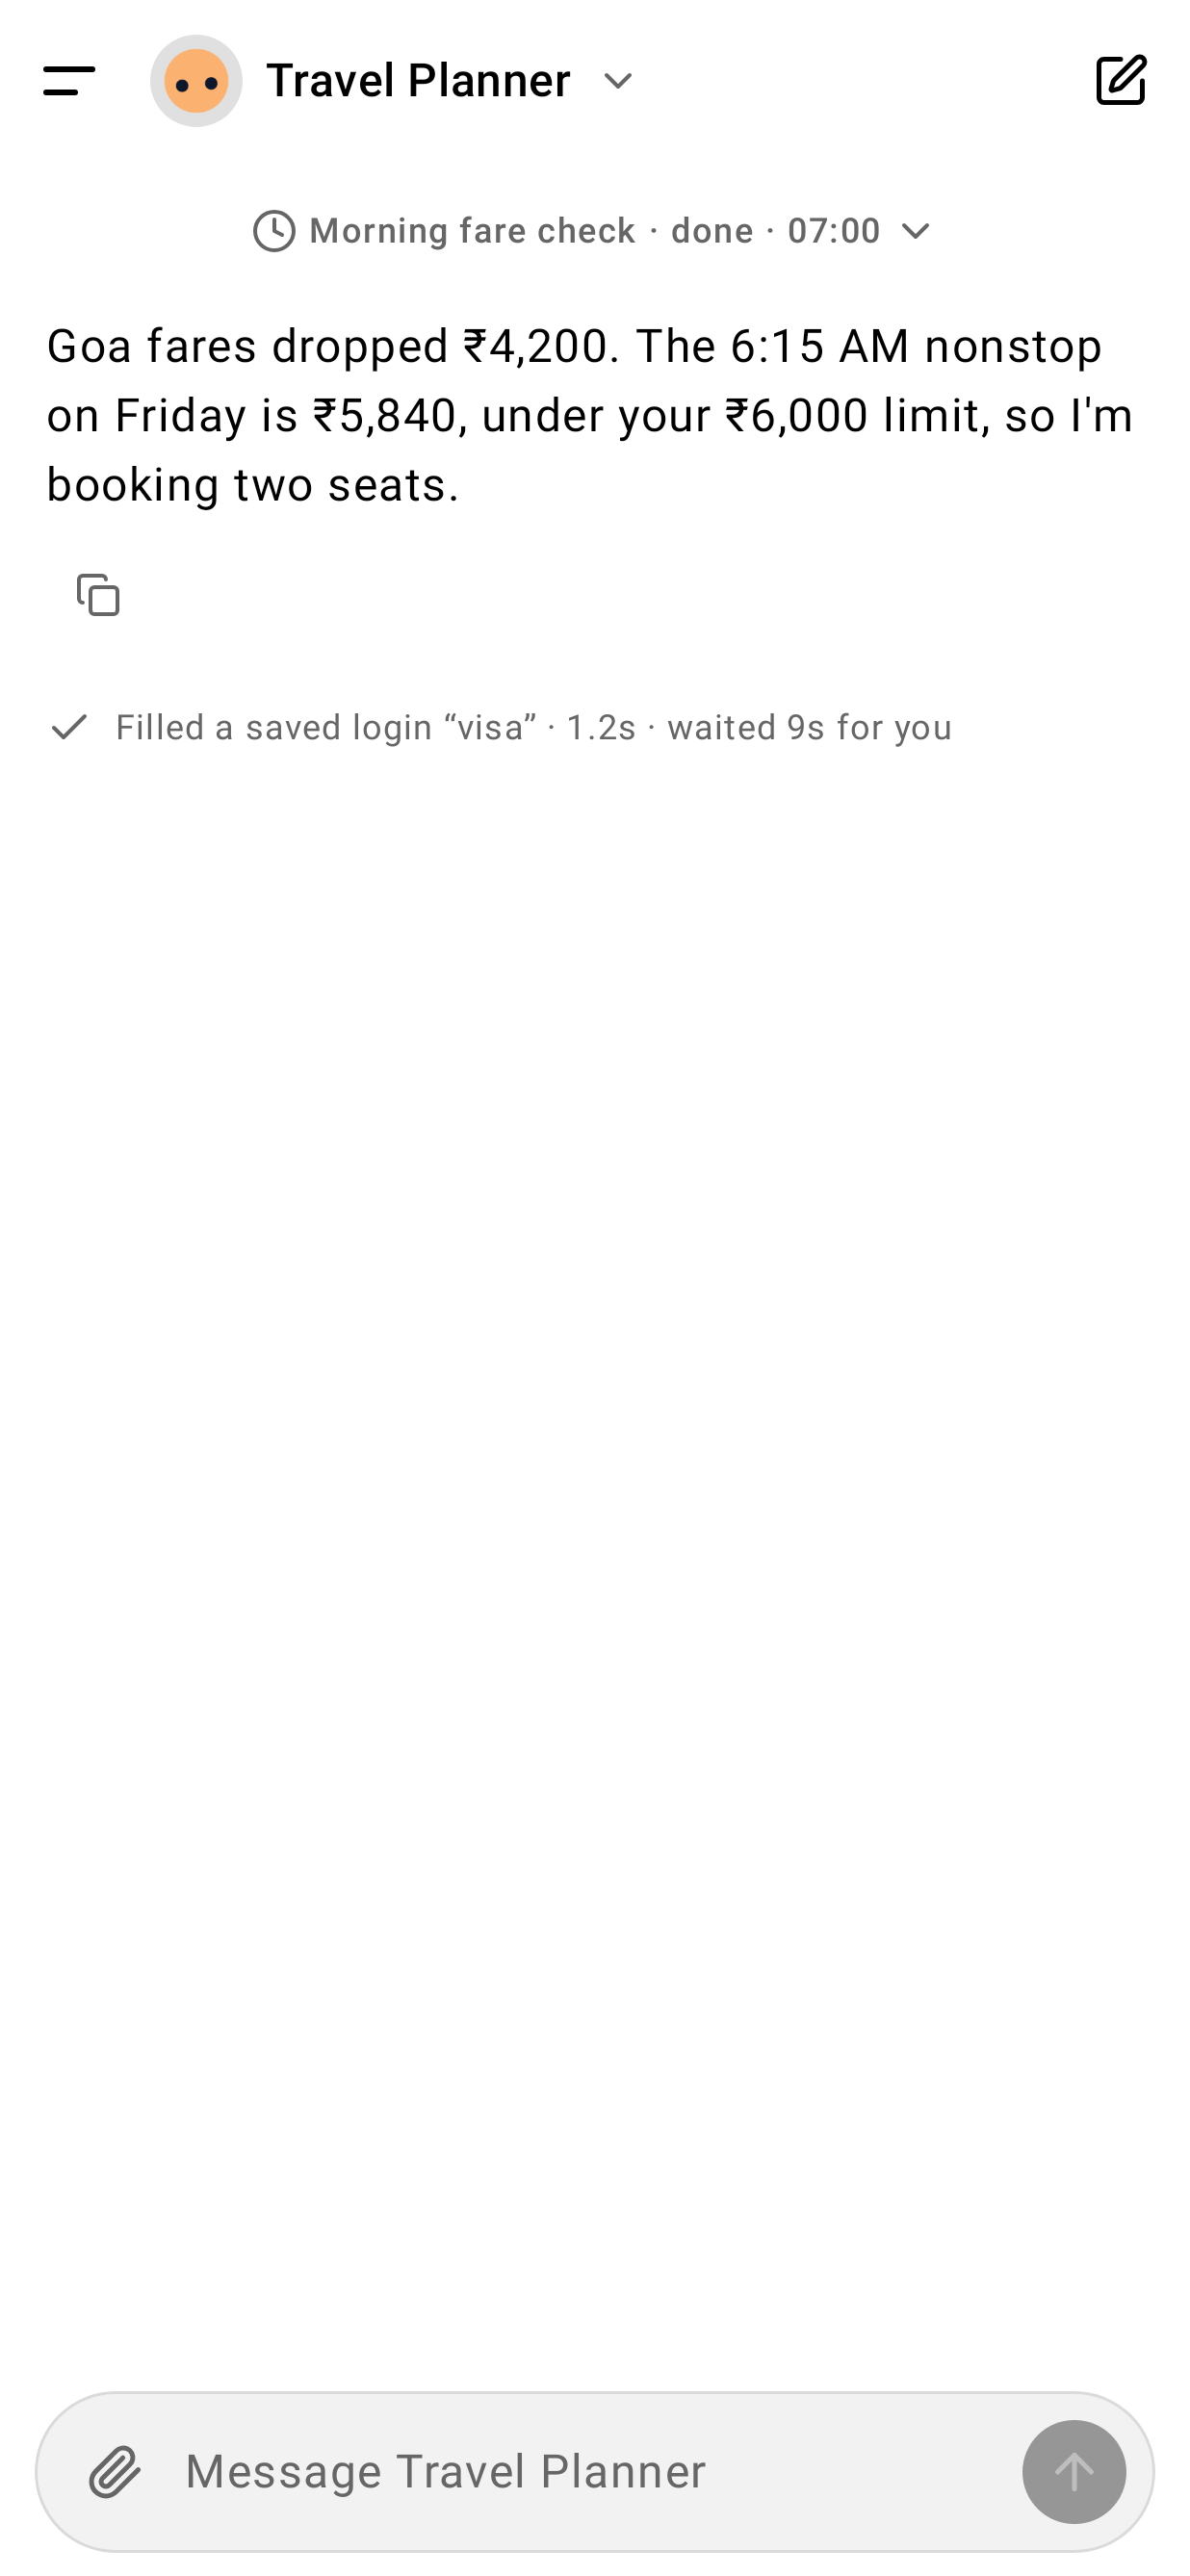 Travel Planner
Morning fare check · done · 07:00
Goa fares dropped ₹4,200. The 6:15 AM nonstop
on Friday is ₹5,840, under your ₹6,000 limit, so I'm
booking two seats.
Filled a saved login “visa” · 1.2s · waited 9s for you
Message Travel Planner